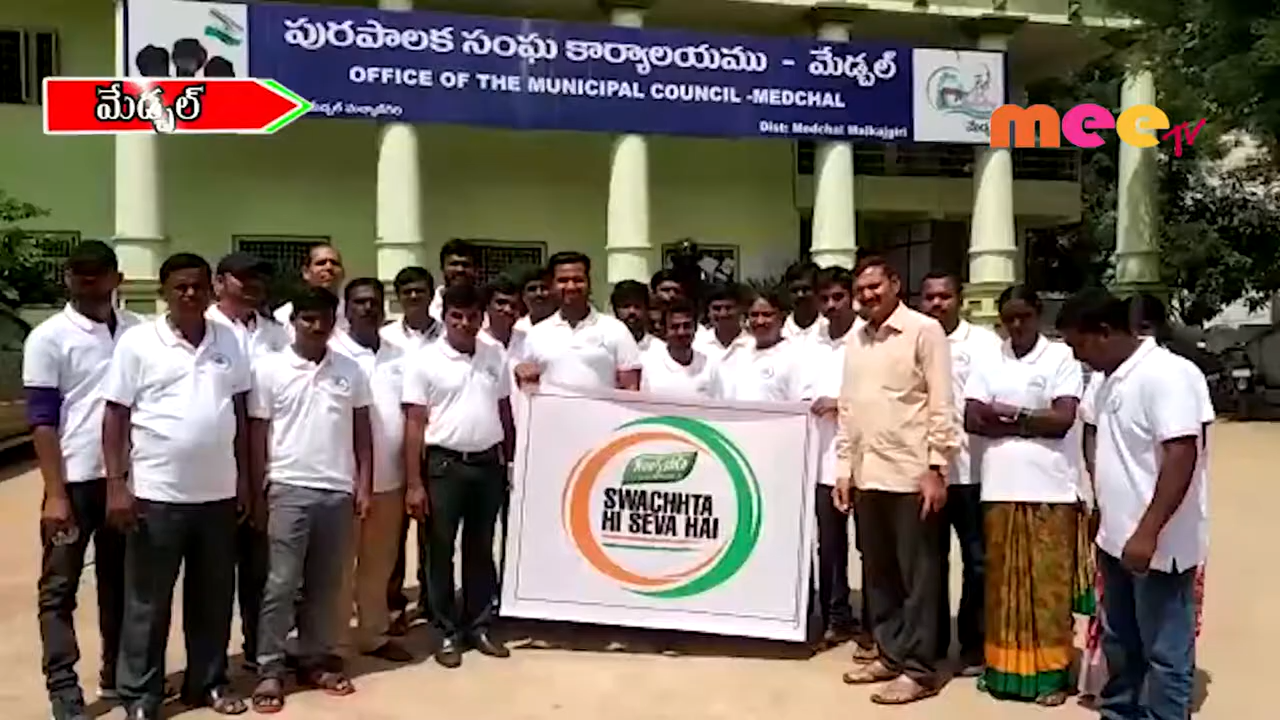 పురపాలక సంఘ కార్యాలయము - మేడ్చల్
OFFICE OF THE MUNICIPAL COUNCIL -MEDCHAL
Dist: Medchal Malkajgiri
మేడ్చల్
mee TV
SWACHHTA
HI SEVA HAI